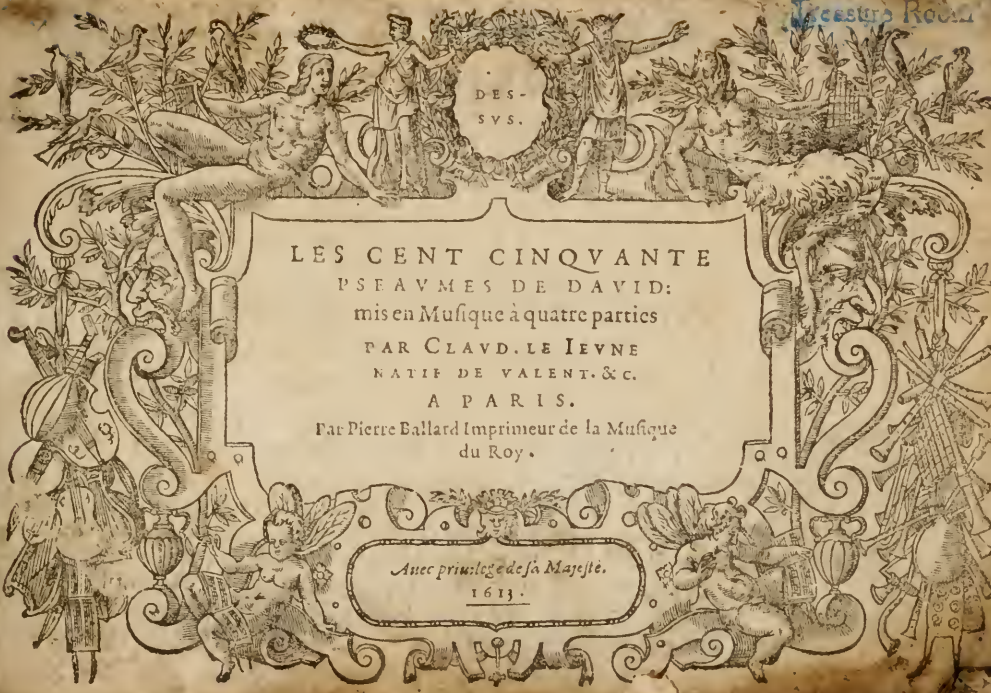 Treasure Room
DES-
SVS.
LES CENT CINQVANTE
PSEAVMES DE DAVID:
mis en Muſique à quatre parties
PAR CLAVD. LE IEVNE
NATIF DE VALENT. &C.
A PARIS.
Par Pierre Ballard Imprimeur de la Muſique
du Roy.
Auec priuilege de ſa Majeſté.
1613.